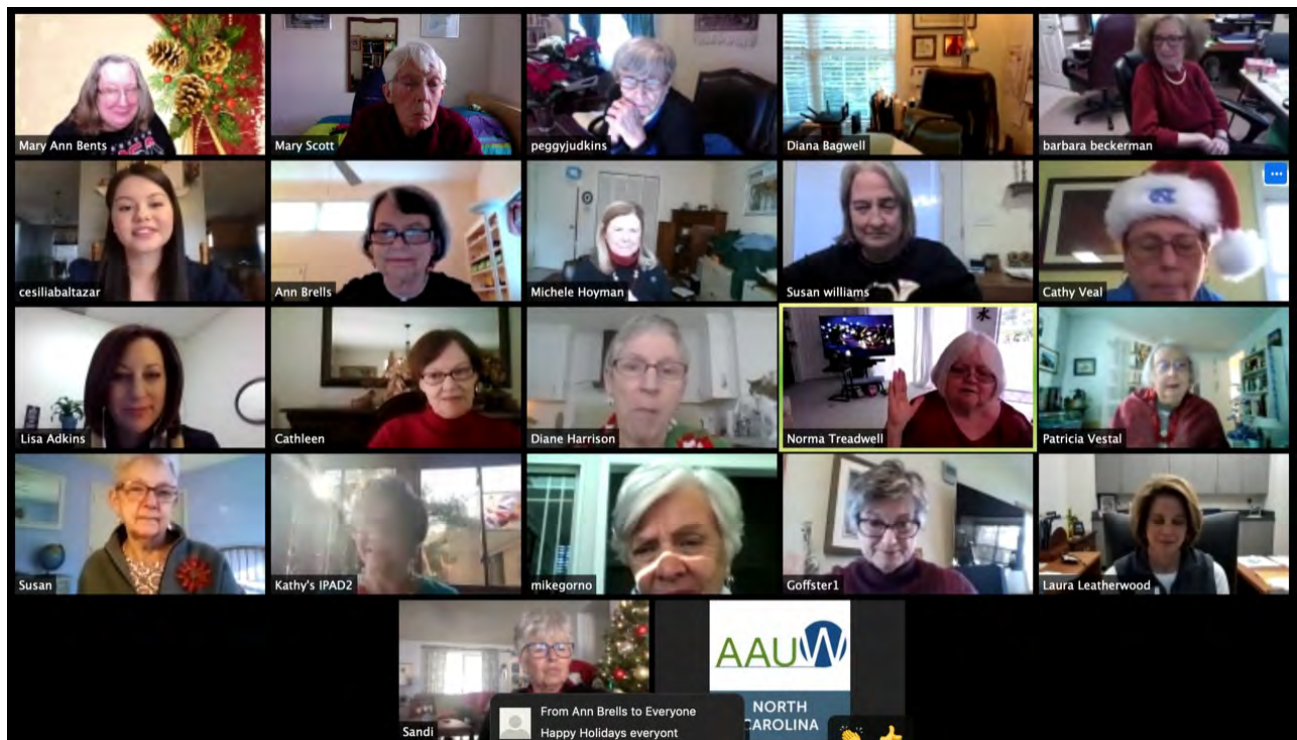 Mary Ann Bents
Mary Scott
peggyjudkins
Diana Bagwell
barbara beckerman
cesiliabaltazar
Ann Brells
Michele Hoyman
Susan williams
Cathy Veal
Lisa Adkins
Cathleen
Diane Harrison
水
Norma Treadwell
Patricia Vestal
Susan
Kathy's IPAD2
mikegorno
Goffster1
Laura Leatherwood
Sandi
AAUW
NORTH
CAROLINA
From Ann Brells to Everyone
Happy Holidays everyont